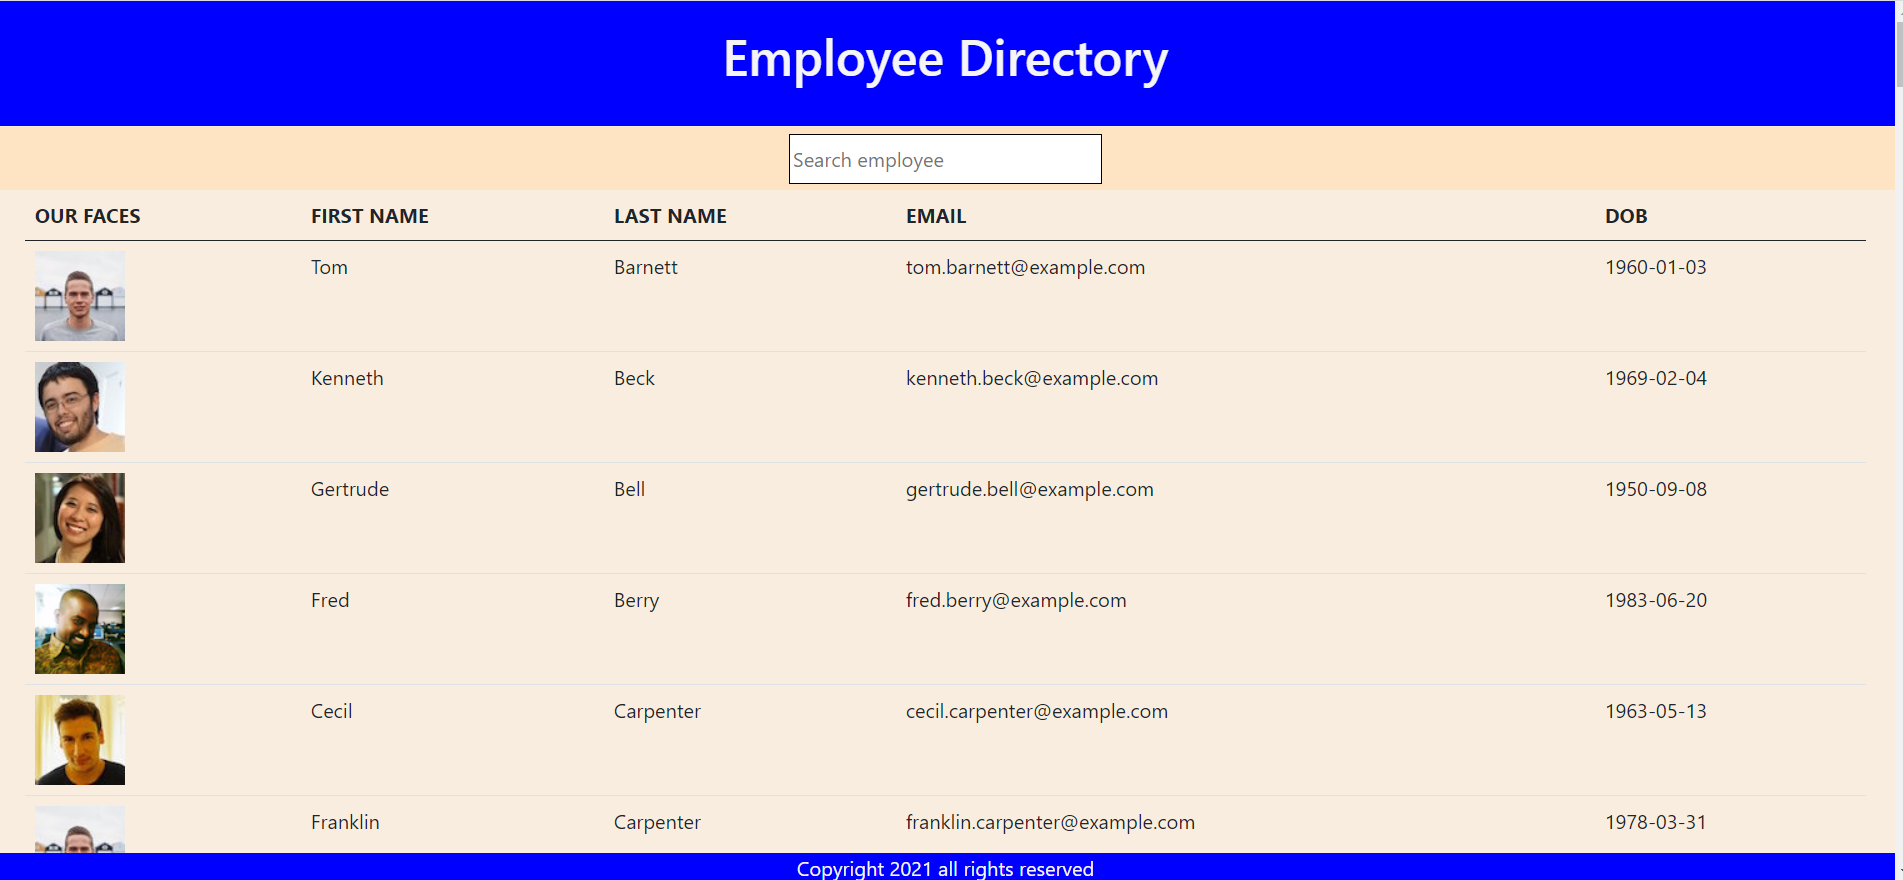 Employee Directory
Search employee
OUR FACES FIRST NAME LAST NAME EMAIL DOB
Tom Barnett tom.barnett@example.com 1960-01-03
Kenneth Beck kenneth.beck@example.com 1969-02-04
Gertrude Bell gertrude.bell@example.com 1950-09-08
Fred Berry fred.berry@example.com 1983-06-20
Cecil Carpenter cecil.carpenter@example.com 1963-05-13
Franklin Carpenter franklin.carpenter@example.com 1978-03-31
Copyright 2021 all rights reserved